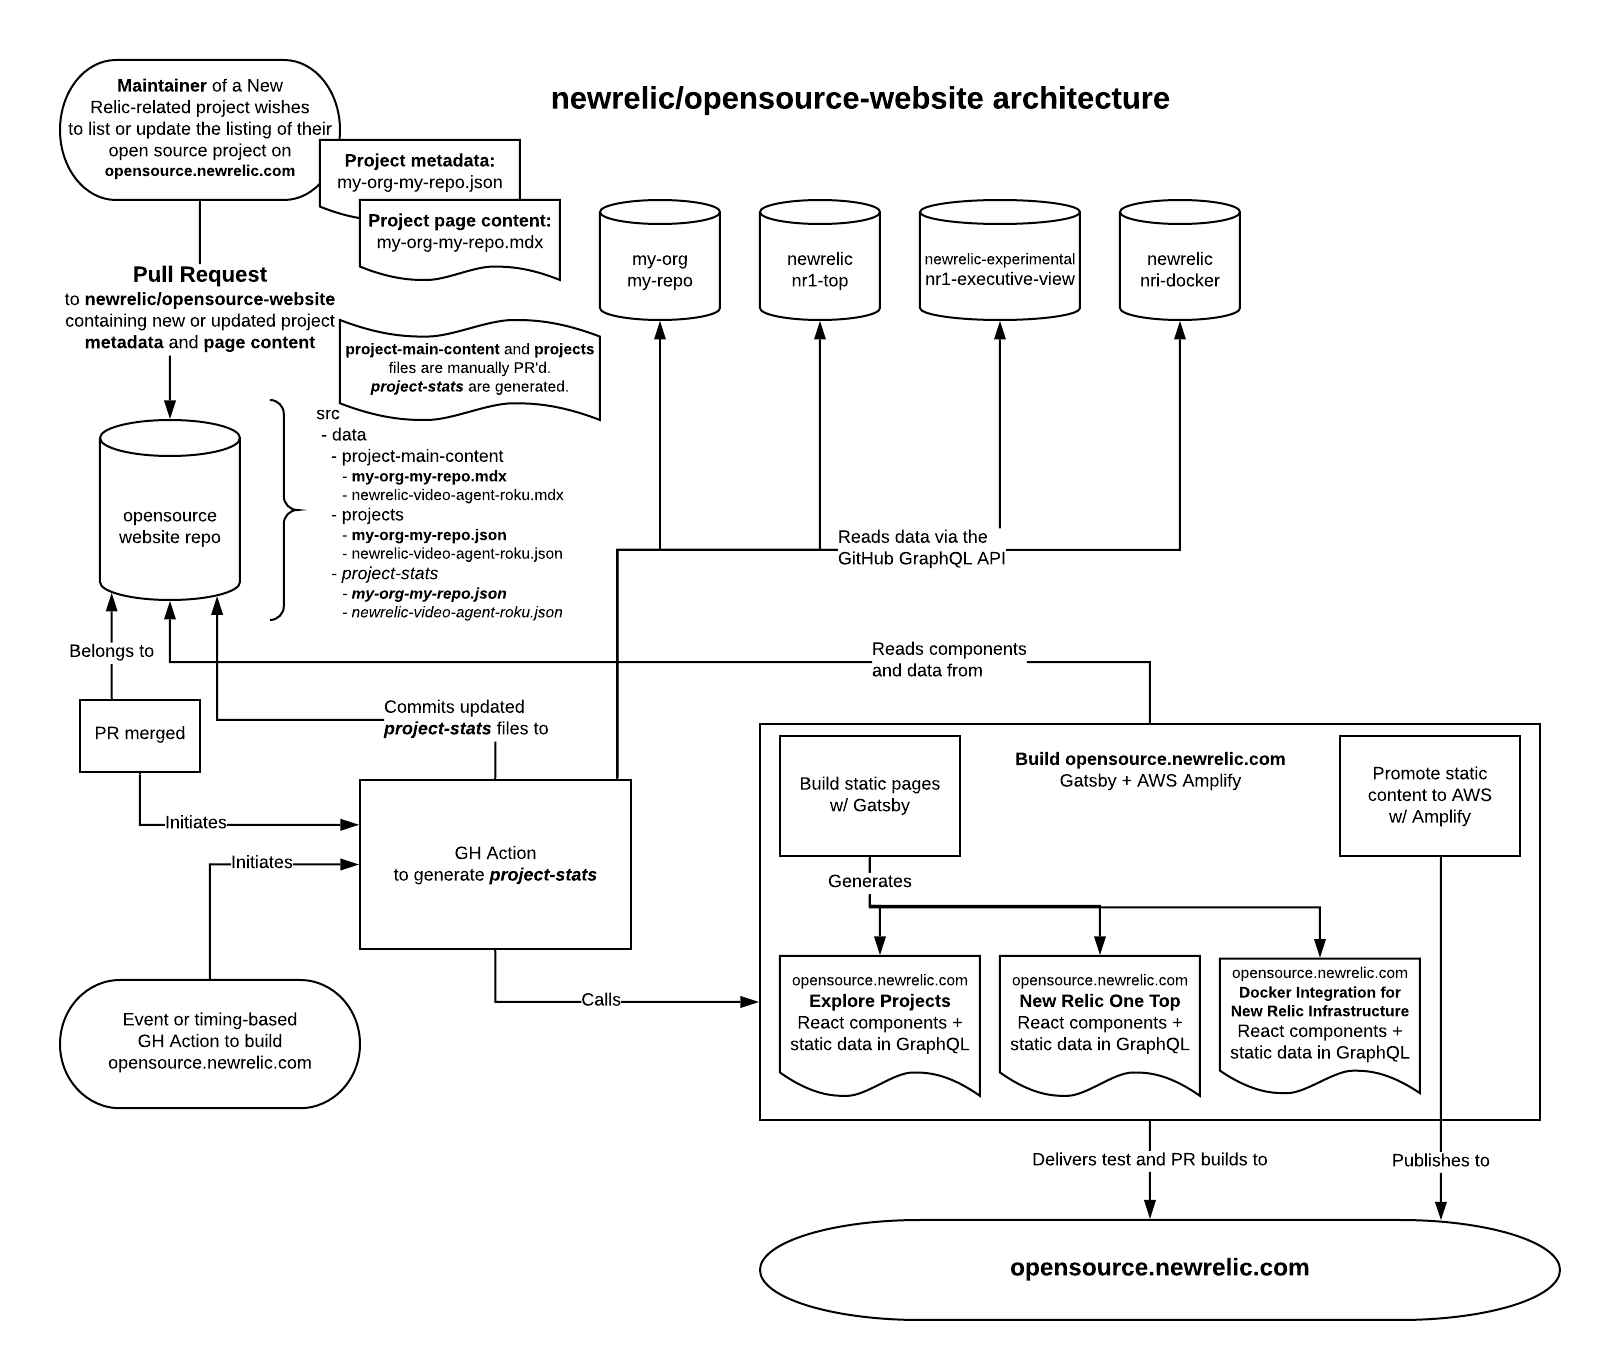 newrelic/opensource-website architecture
Maintainer of a New
Relic-related project wishes
to list or update the listing of their
open source project on
opensource.newrelic.com
Project metadata:
my-org-my-repo.json
Project page content:
my-org-my-repo.mdx
Pull Request
to newrelic/opensource-website
containing new or updated project
metadata and page content
my-org
my-repo
newrelic
nr1-top
newrelic-experimental
nr1-executive-view
newrelic
nri-docker
project-main-content and projects
files are manually PR'd.
project-stats are generated.
opensource
website repo
src
- data
- project-main-content
- my-org-my-repo.mdx
- newrelic-video-agent-roku.mdx
- projects
- my-org-my-repo.json
- newrelic-video-agent-roku.json
- project-stats
- my-org-my-repo.json
- newrelic-video-agent-roku.json
Reads data via the
GitHub GraphQL API
Belongs to
Reads components
and data from
PR merged
Commits updated
project-stats files to
Initiates
Initiates
GH Action
to generate project-stats
Event or timing-based
GH Action to build
opensource.newrelic.com
Calls
Build static pages
w/ Gatsby
Build opensource.newrelic.com
Gatsby + AWS Amplify
Promote static
content to AWS
w/ Amplify
Generates
opensource.newrelic.com
Explore Projects
React components +
static data in GraphQL
opensource.newrelic.com
New Relic One Top
React components +
static data in GraphQL
opensource.newrelic.com
Docker Integration for
New Relic Infrastructure
React components +
static data in GraphQL
Delivers test and PR builds to
Publishes to
opensource.newrelic.com